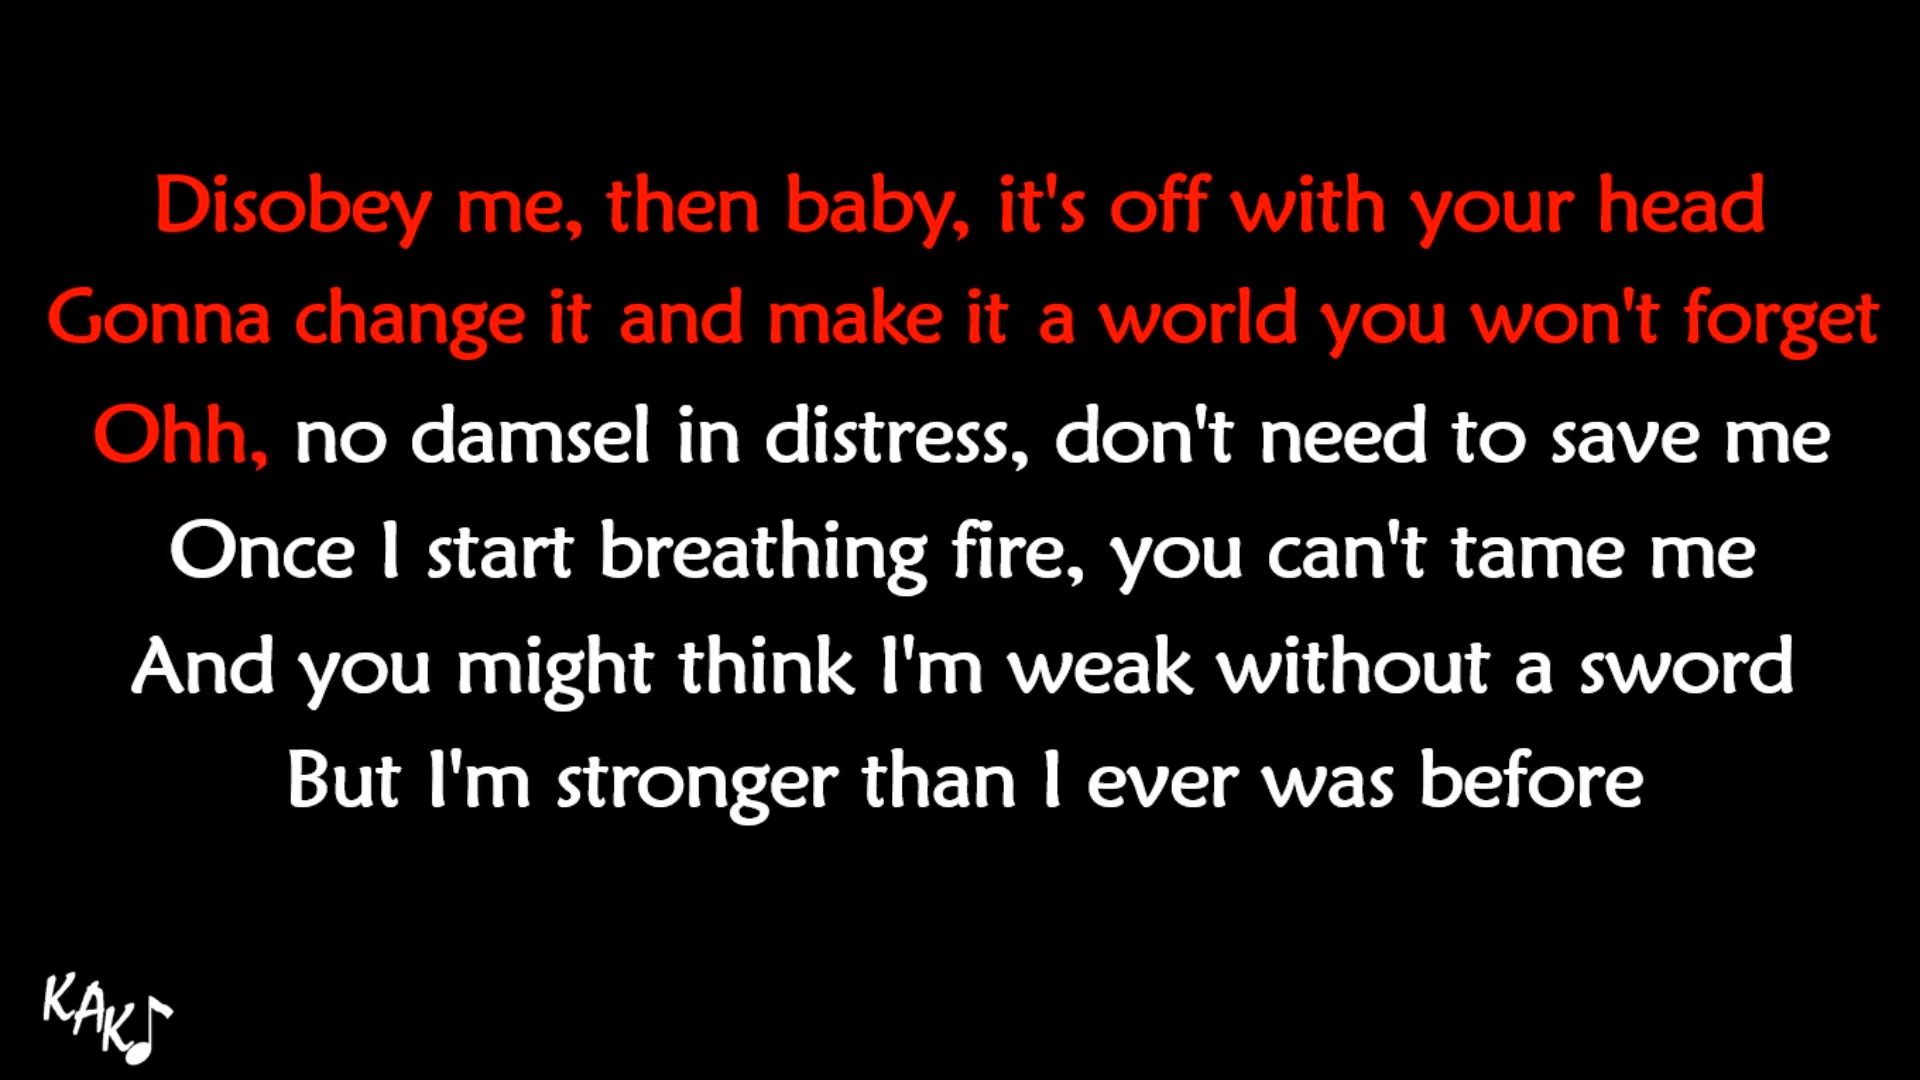 Disobey me, then baby, it's off with your head
Gonna change it and make it a world you won't forget
Ohh, no damsel in distress, don't need to save me
Once I start breathing fire, you can't tame me
And you might think I'm weak without a sword
But I'm stronger than I ever was before
KAK